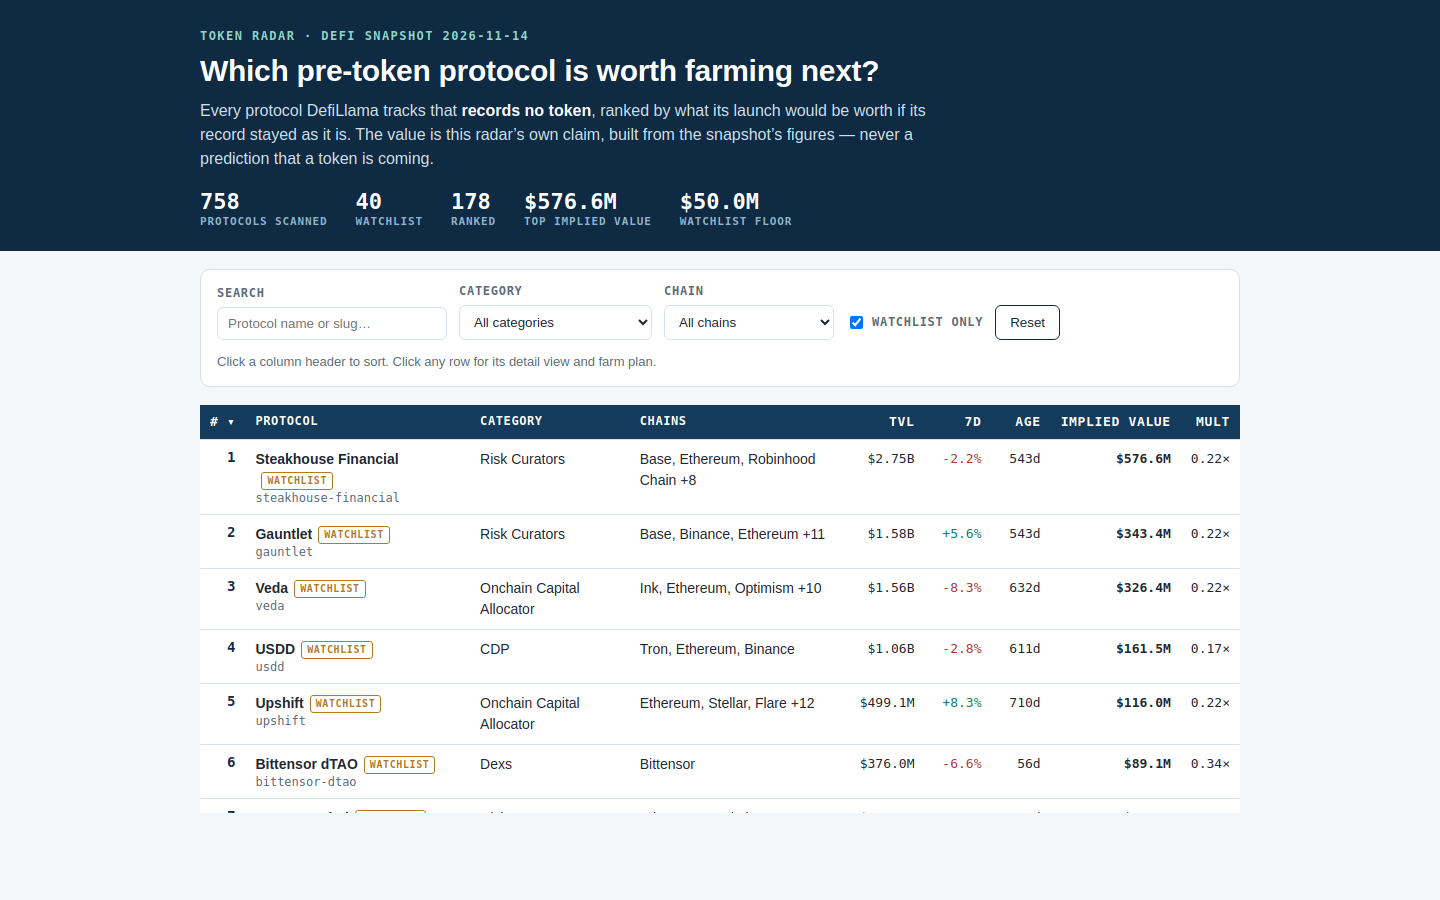 TOKEN RADAR · DEFI SNAPSHOT 2026-11-14
Which pre-token protocol is worth farming next?
Every protocol DefiLlama tracks that records no token, ranked by what its launch would be worth if its
record stayed as it is. The value is this radar’s own claim, built from the snapshot’s figures — never a
prediction that a token is coming.
758 40 178 $576.6M $50.0M
PROTOCOLS SCANNED WATCHLIST RANKED TOP IMPLIED VALUE WATCHLIST FLOOR
SEARCH CATEGORY CHAIN
Protocol name or slug… All categories All chains WATCHLIST ONLY Reset
Click a column header to sort. Click any row for its detail view and farm plan.
# ▾ PROTOCOL CATEGORY CHAINS TVL 7D AGE IMPLIED VALUE MULT
1 Steakhouse Financial Risk Curators Base, Ethereum, Robinhood $2.75B -2.2% 543d $576.6M 0.22×
WATCHLIST Chain +8
steakhouse-financial
2 Gauntlet WATCHLIST Risk Curators Base, Binance, Ethereum +11 $1.58B +5.6% 543d $343.4M 0.22×
gauntlet
3 Veda WATCHLIST Onchain Capital Ink, Ethereum, Optimism +10 $1.56B -8.3% 632d $326.4M 0.22×
veda Allocator
4 USDD WATCHLIST CDP Tron, Ethereum, Binance $1.06B -2.8% 611d $161.5M 0.17×
usdd
5 Upshift WATCHLIST Onchain Capital Ethereum, Stellar, Flare +12 $499.1M +8.3% 710d $116.0M 0.22×
upshift Allocator
6 Bittensor dTAO WATCHLIST Dexs Bittensor $376.0M -6.6% 56d $89.1M 0.34×
bittensor-dtao